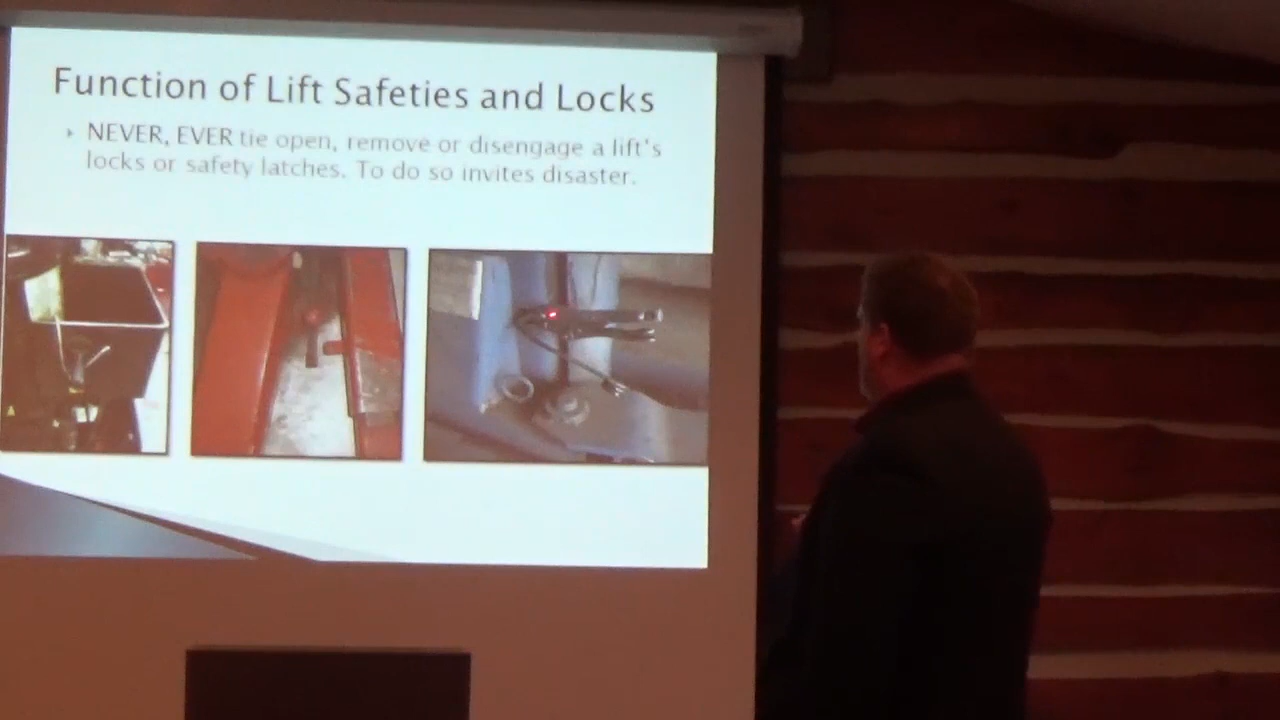 Function of Lift Safeties and Locks
NEVER, EVER tie open, remove or disengage a lift's
locks or safety latches. To do so invites disaster.